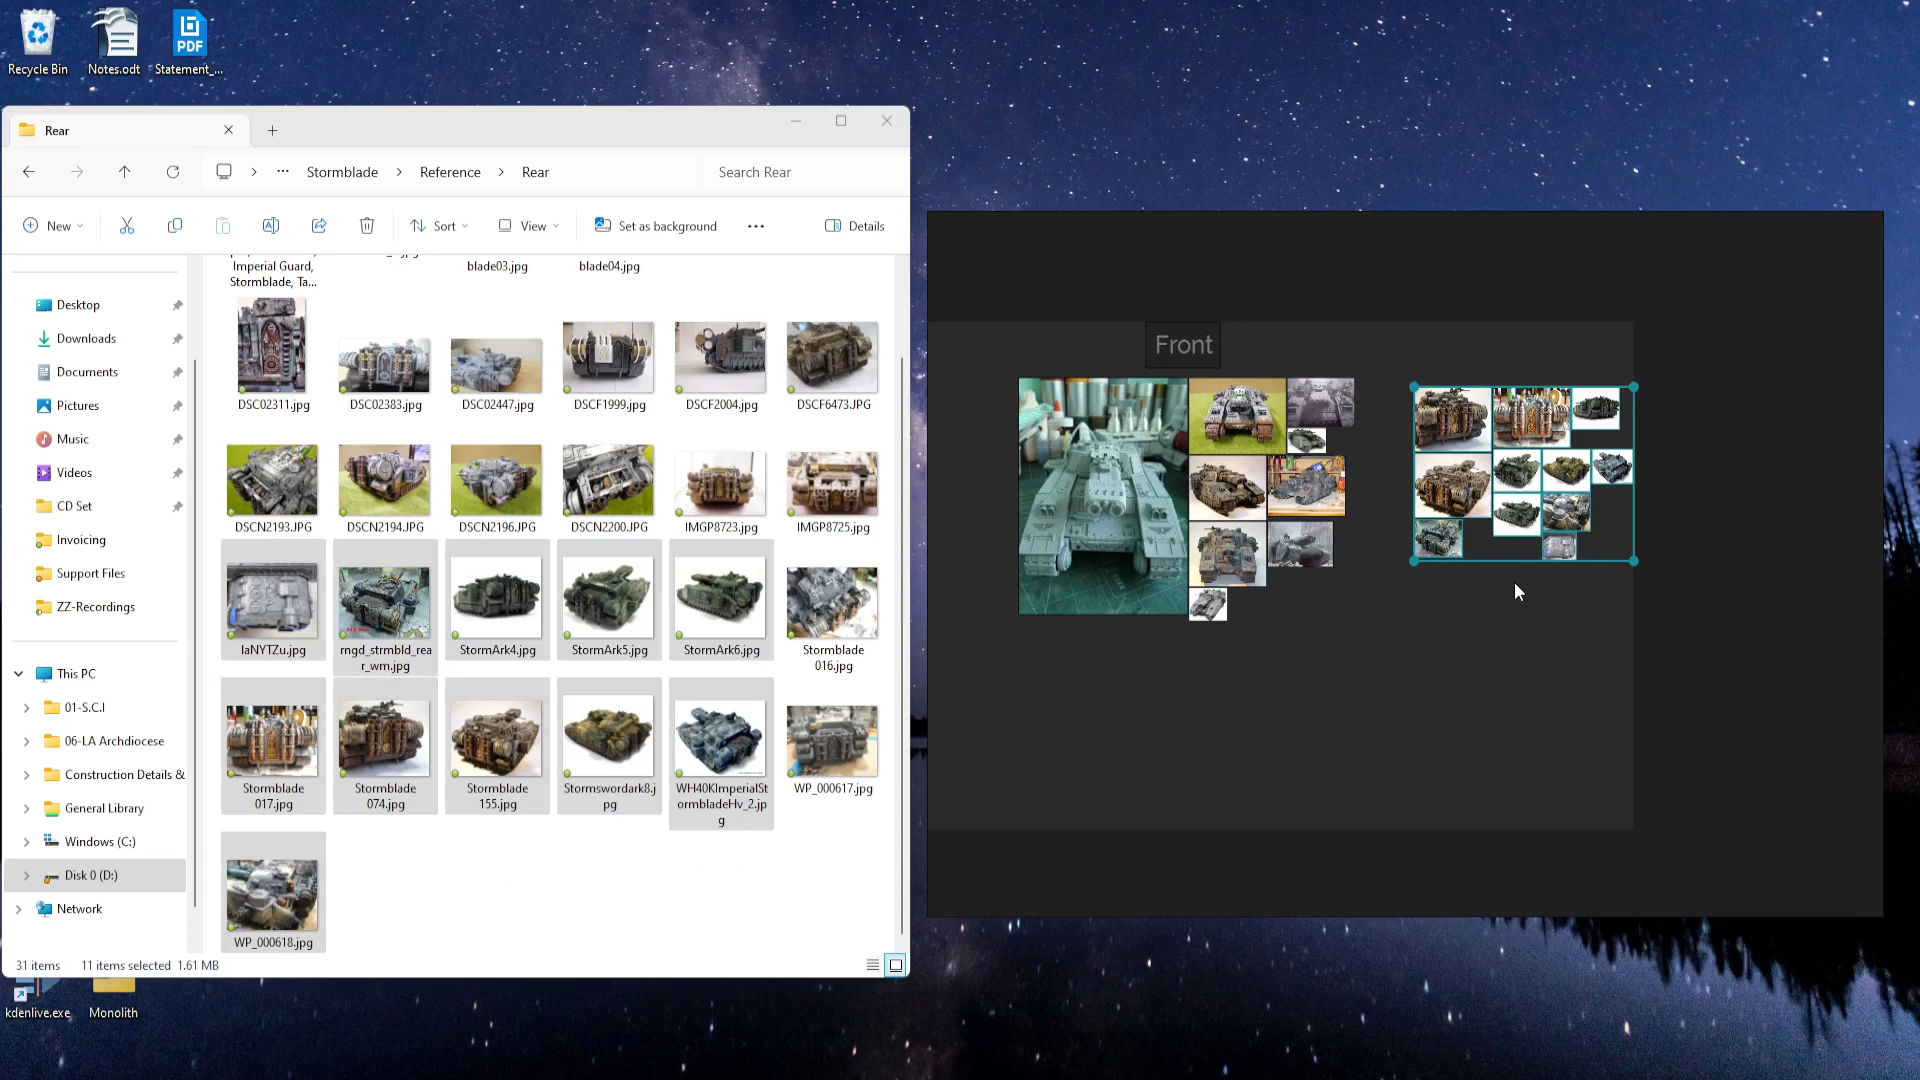 Recycle Bin
Notes.odt
Statement_...
Rear
Stormblade
Reference
Rear
Search Rear
New
Sort
View
Set as background
Details
Imperial Guard,
Stormblade, Ta...
blade03.jpg
blade04.jpg
Desktop
Downloads
Documents
Pictures
Music
Videos
CD Set
Invoicing
Support Files
ZZ-Recordings
This PC
01-S.C.I
06-LA Archdiocese
Construction Details &
General Library
Windows (C:)
Disk 0 (D:)
Network
DSC02311.jpg
DSC02383.jpg
DSC02447.jpg
DSCF1999.jpg
DSCF2004.jpg
DSCF6473.JPG
DSCN2193.JPG
DSCN2194.JPG
DSCN2196.JPG
DSCN2200.JPG
IMGP8723.jpg
IMGP8725.jpg
IaNYTZu.jpg
rngd_strmbld_rea
r_wm.jpg
StormArk4.jpg
StormArk5.jpg
StormArk6.jpg
Stormblade
016.jpg
Stormblade
017.jpg
Stormblade
074.jpg
Stormblade
155.jpg
Stormswordark8.j
pg
WH40KImperialSt
ormbladeHv_2.jp
g
WP_000617.jpg
WP_000618.jpg
31 items
11 items selected
1.61 MB
kdenlive.exe
Monolith
Front
PDF